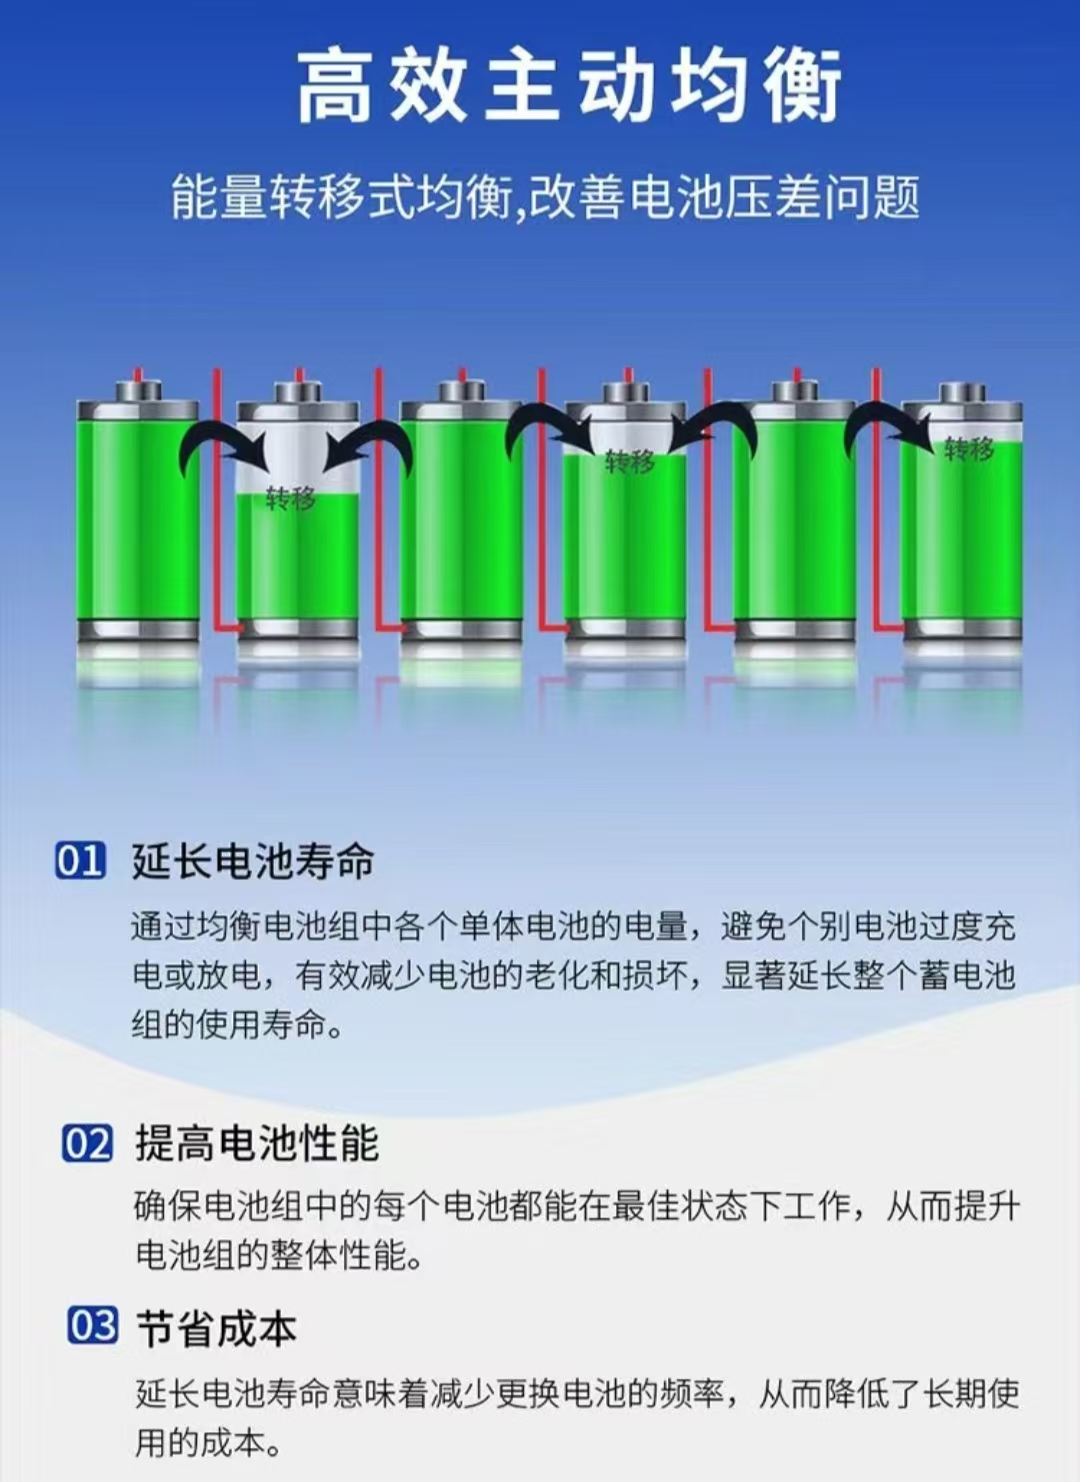 高效主动均衡
能量转移式均衡,改善电池压差问题
转移
转移
转移
01 延长电池寿命
通过均衡电池组中各个单体电池的电量，避免个别电池过度充
电或放电，有效减少电池的老化和损坏，显著延长整个蓄电池
组的使用寿命。
02 提高电池性能
确保电池组中的每个电池都能在最佳状态下工作，从而提升
电池组的整体性能。
03 节省成本
延长电池寿命意味着减少更换电池的频率，从而降低了长期使
用的成本。